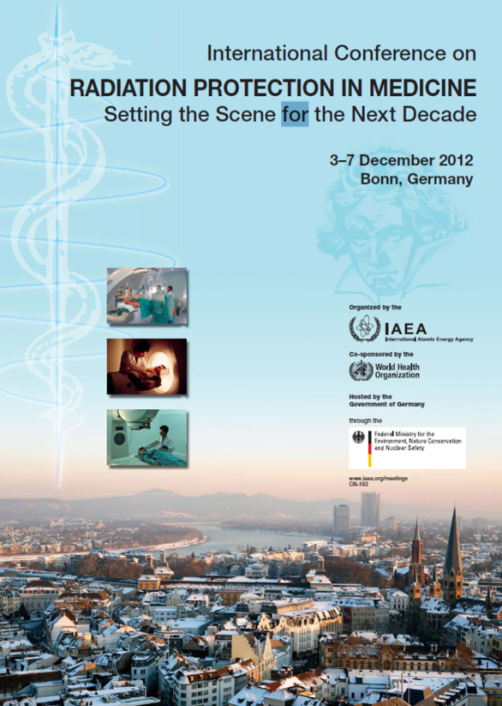 International Conference on
RADIATION PROTECTION IN MEDICINE
Setting the Scene for the Next Decade
3–7 December 2012
Bonn, Germany
Organized by the
IAEA
International Atomic Energy Agency
Co-sponsored by the
World Health
Organization
Hosted by the
Government of Germany
through the
Federal Ministry for the
Environment, Nature Conservation
and Nuclear Safety
www.iaea.org/meetings
CN-192